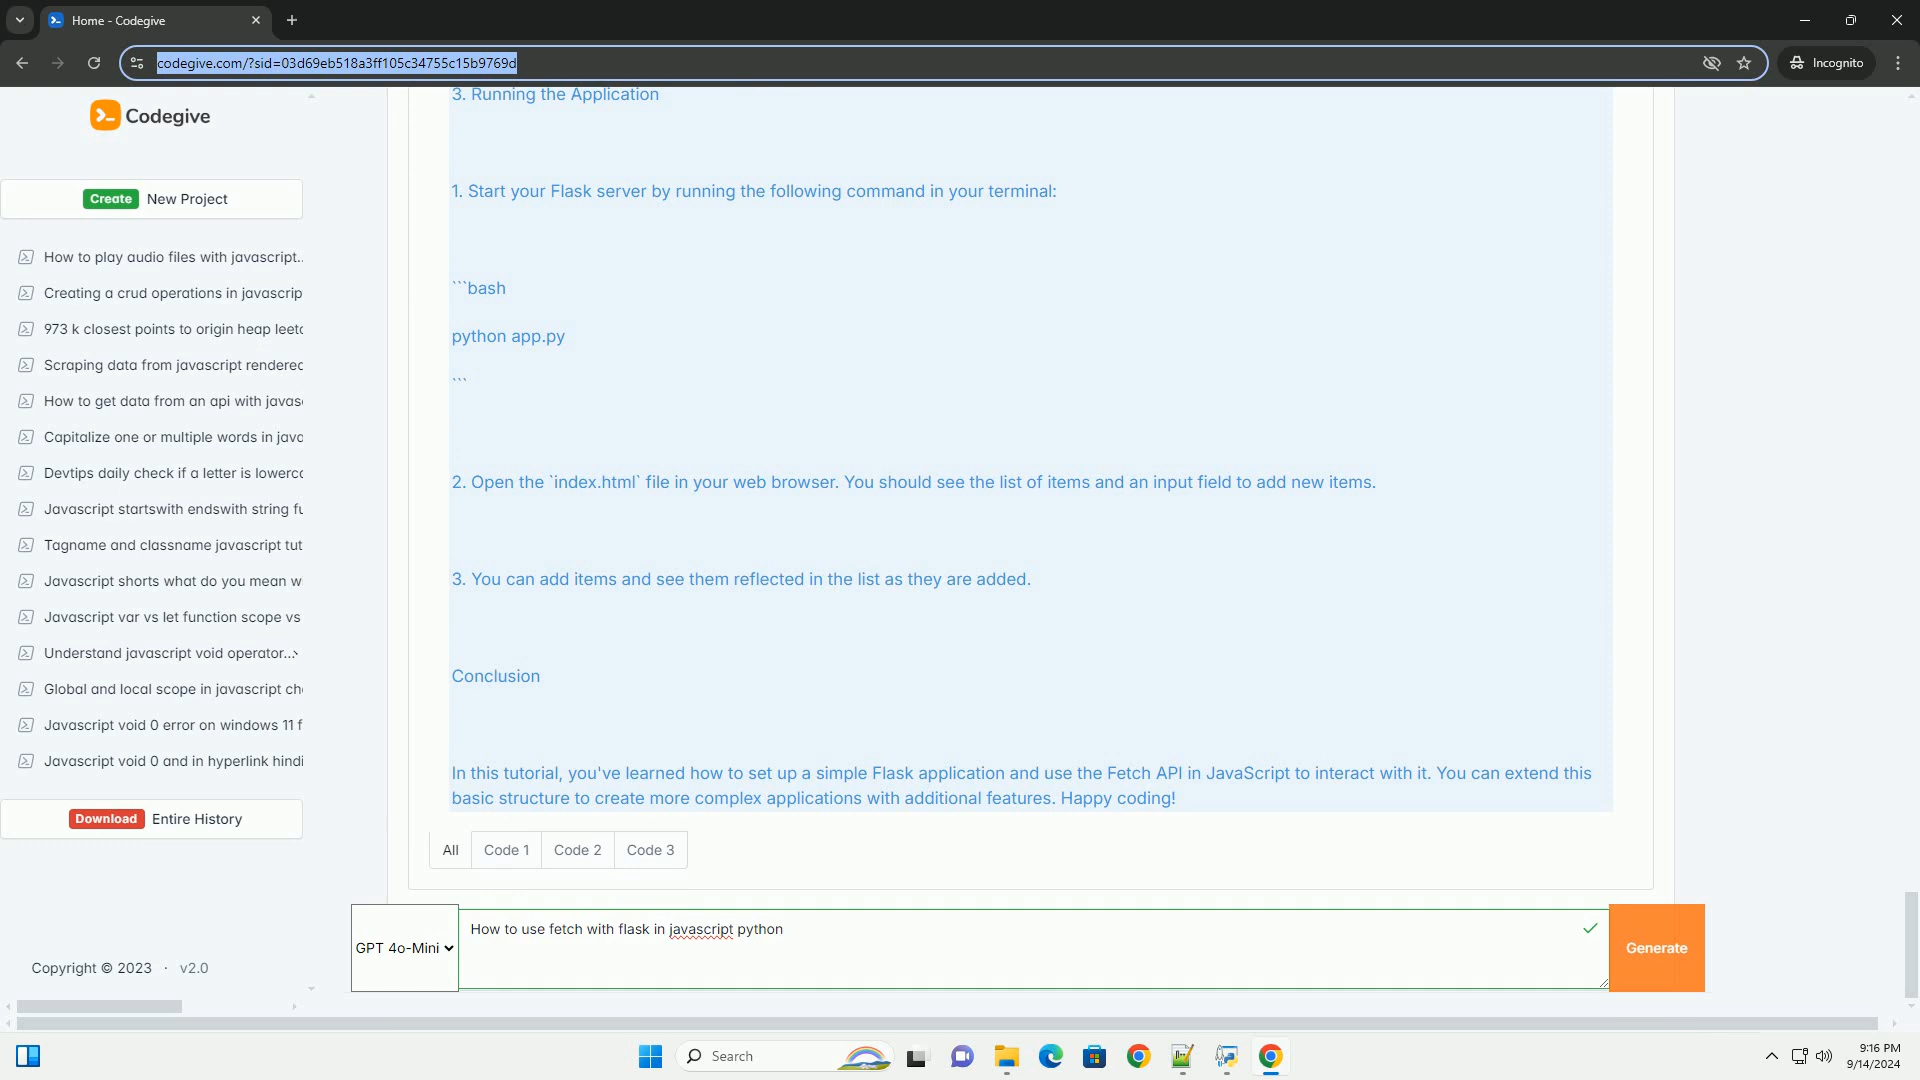 Home - Codegive
codegive.com/?sid=03d69eb518a3ff105c34755c15b9769d
Incognito
Codegive
Create New Project
How to play audio files with javascript..
Creating a crud operations in javascrip
973 k closest points to origin heap leetc
Scraping data from javascript rendered
How to get data from an api with javas
Capitalize one or multiple words in java
Devtips daily check if a letter is lowerca
Javascript startswith endswith string fu
Tagname and classname javascript tut
Javascript shorts what do you mean w
Javascript var vs let function scope vs
Understand javascript void operator...
Global and local scope in javascript ch
Javascript void 0 error on windows 11 f
Javascript void 0 and in hyperlink hindi
Download Entire History
Copyright © 2023 · v2.0
3. Running the Application
1. Start your Flask server by running the following command in your terminal:
```bash
python app.py
```
2. Open the `index.html` file in your web browser. You should see the list of items and an input field to add new items.
3. You can add items and see them reflected in the list as they are added.
Conclusion
In this tutorial, you've learned how to set up a simple Flask application and use the Fetch API in JavaScript to interact with it. You can extend this
basic structure to create more complex applications with additional features. Happy coding!
All Code 1 Code 2 Code 3
GPT 4o-Mini
How to use fetch with flask in javascript python
Generate
Search
9:16 PM
9/14/2024